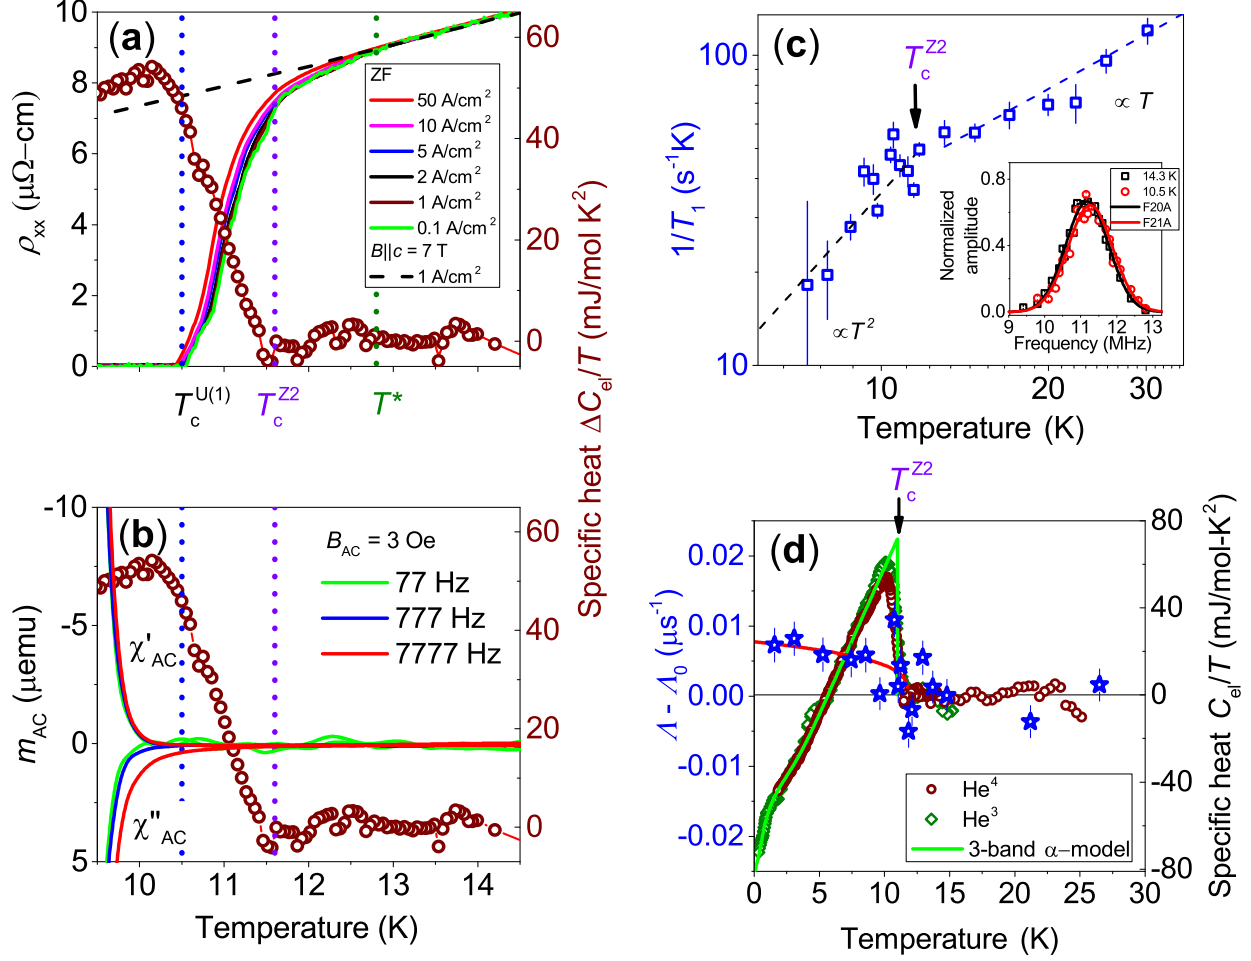 (a)
10
8
6
4
2
0
ρxx (μΩ–cm)
ZF
50 A/cm²
10 A/cm²
5 A/cm²
2 A/cm²
1 A/cm²
0.1 A/cm²
B||c = 7 T
1 A/cm²
60
40
20
0
TcU(1)
TcZ2
T*
Specific heat ΔCel/T (mJ/mol K²)
(b)
-10
-5
0
5
mAC (μemu)
BAC = 3 Oe
77 Hz
777 Hz
7777 Hz
χ'AC
χ"AC
60
40
20
0
10 11 12 13 14
Temperature (K)
(c)
100
10
1/T1 (s⁻¹K)
TcZ2
∝ T
∝T²
Normalized
amplitude
0.8
0.4
0.0
14.3 K
10.5 K
F20A
F21A
9 10 11 12 13
Frequency (MHz)
10 20 30
Temperature (K)
TcZ2
(d)
0.02
0.01
0.00
-0.01
-0.02
Λ - Λ0 (μs⁻¹)
80
40
0
-40
-80
Specific heat Cel/T (mJ/mol-K²)
He⁴
He³
3-band α–model
0 5 10 15 20 25 30
Temperature (K)